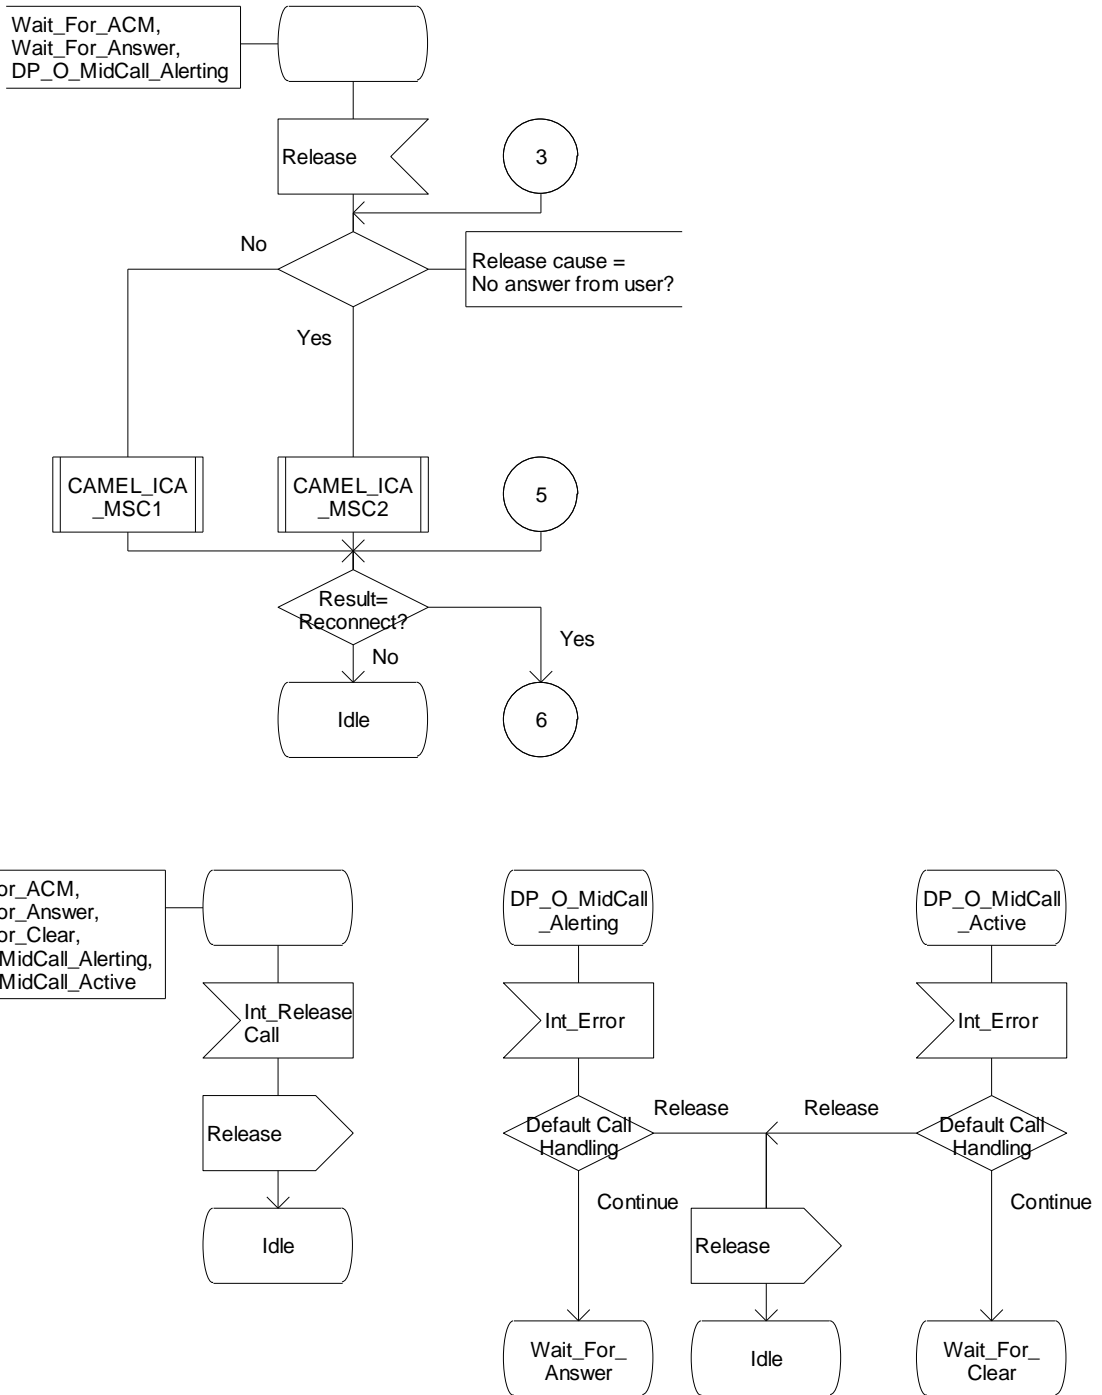 Wait_For_ACM,
Wait_For_Answer,
DP_O_MidCall_Alerting
Release
3
No
Release cause =
No answer from user?
Yes
CAMEL_ICA
_MSC1
CAMEL_ICA
_MSC2
5
Result=
Reconnect?
Yes
No
Idle
6
or_ACM,
or_Answer,
or_Clear,
MidCall_Alerting,
MidCall_Active
Int_Release
Call
Release
Idle
DP_O_MidCall
_Alerting
Int_Error
Default Call
Handling
Release
Continue
Wait_For_
Answer
Release
Idle
DP_O_MidCall
_Active
Int_Error
Release
Default Call
Handling
Continue
Wait_For_
Clear